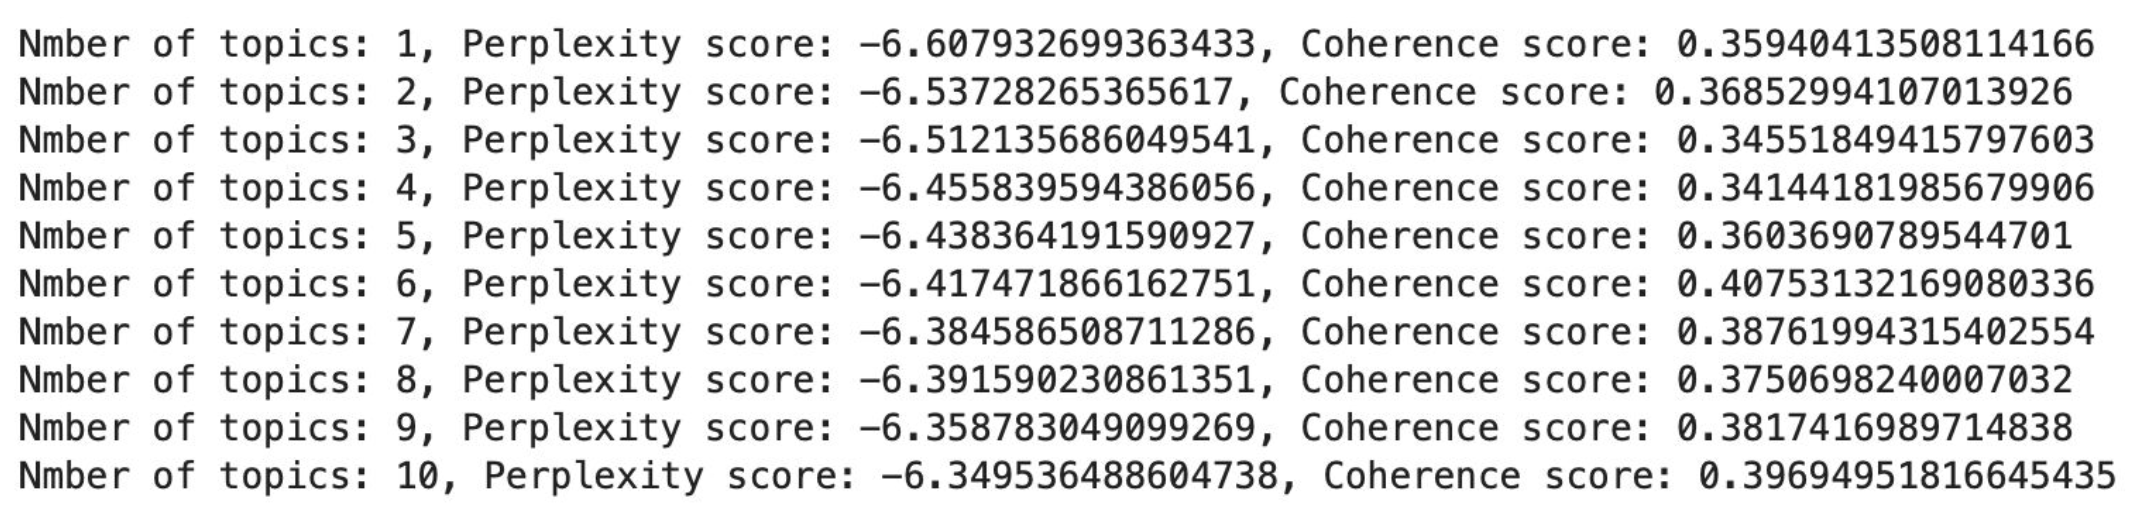 Nmber of topics: 1, Perplexity score: -6.607932699363433, Coherence score: 0.35940413508114166
Nmber of topics: 2, Perplexity score: -6.53728265365617, Coherence score: 0.36852994107013926
Nmber of topics: 3, Perplexity score: -6.512135686049541, Coherence score: 0.34551849415797603
Nmber of topics: 4, Perplexity score: -6.455839594386056, Coherence score: 0.34144181985679906
Nmber of topics: 5, Perplexity score: -6.438364191590927, Coherence score: 0.3603690789544701
Nmber of topics: 6, Perplexity score: -6.417471866162751, Coherence score: 0.40753132169080336
Nmber of topics: 7, Perplexity score: -6.384586508711286, Coherence score: 0.38761994315402554
Nmber of topics: 8, Perplexity score: -6.391590230861351, Coherence score: 0.3750698240007032
Nmber of topics: 9, Perplexity score: -6.358783049099269, Coherence score: 0.3817416989714838
Nmber of topics: 10, Perplexity score: -6.349536488604738, Coherence score: 0.39694951816645435